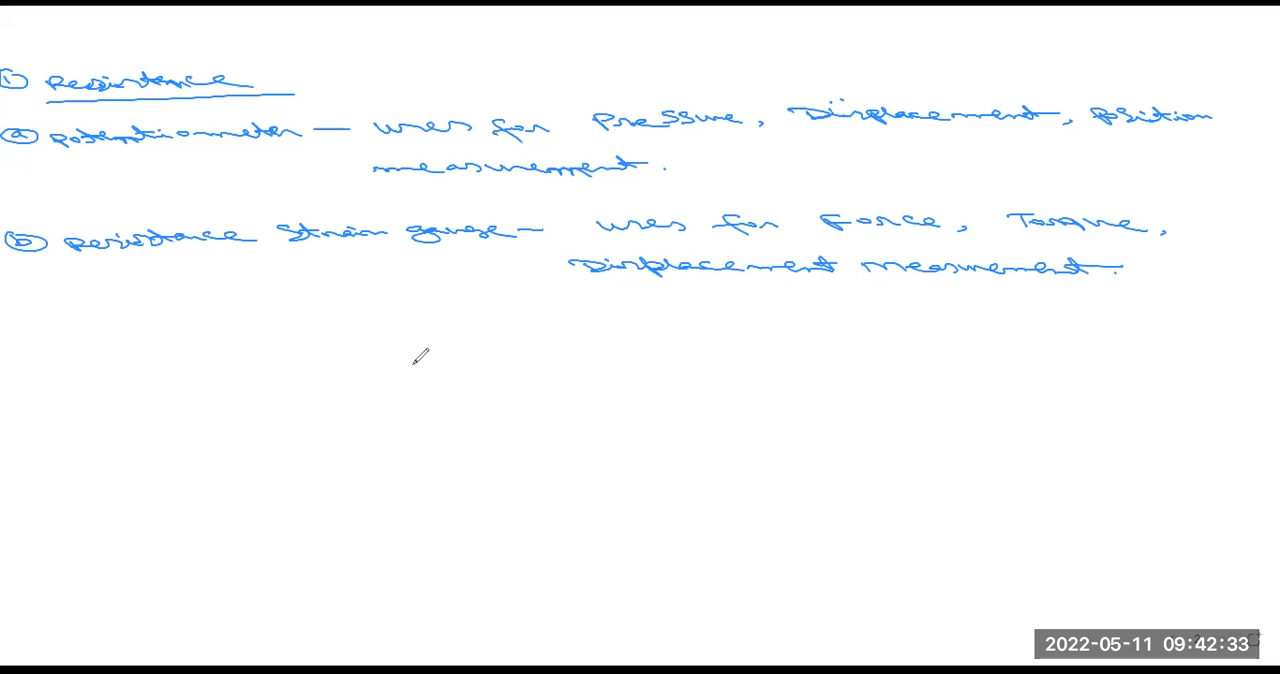 ① Resistance
ⓐ Potentiometer — Uses for Pressure, Displacement, Position
measurement.
ⓑ Resistance Strain gauge — Uses for Force, Torque,
Displacement measurement.
2022-05-11 09:42:33